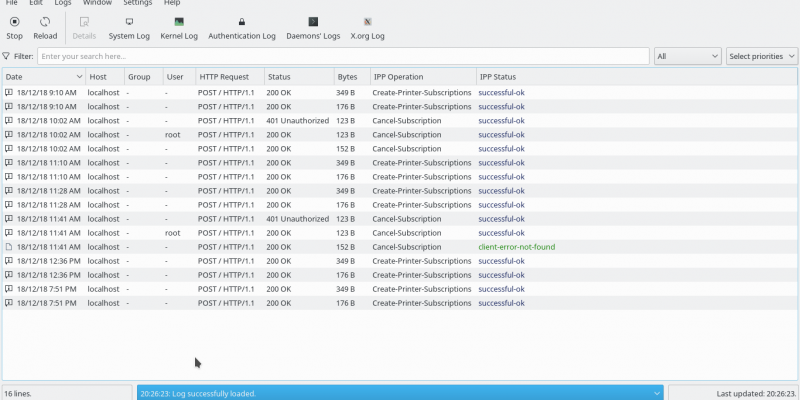 File Edit Logs Window Settings Help
Stop Reload Details System Log Kernel Log Authentication Log Daemons' Logs X.org Log
Filter: Enter your search here... All Select priorities
Date Host Group User HTTP Request Status Bytes IPP Operation IPP Status
18/12/18 9:10 AM localhost - - POST / HTTP/1.1 200 OK 349 B Create-Printer-Subscriptions successful-ok
18/12/18 9:10 AM localhost - - POST / HTTP/1.1 200 OK 176 B Create-Printer-Subscriptions successful-ok
18/12/18 10:02 AM localhost - - POST / HTTP/1.1 401 Unauthorized 123 B Cancel-Subscription successful-ok
18/12/18 10:02 AM localhost - root POST / HTTP/1.1 200 OK 123 B Cancel-Subscription successful-ok
18/12/18 10:02 AM localhost - - POST / HTTP/1.1 200 OK 152 B Cancel-Subscription successful-ok
18/12/18 11:10 AM localhost - - POST / HTTP/1.1 200 OK 349 B Create-Printer-Subscriptions successful-ok
18/12/18 11:10 AM localhost - - POST / HTTP/1.1 200 OK 176 B Create-Printer-Subscriptions successful-ok
18/12/18 11:28 AM localhost - - POST / HTTP/1.1 200 OK 349 B Create-Printer-Subscriptions successful-ok
18/12/18 11:28 AM localhost - - POST / HTTP/1.1 200 OK 176 B Create-Printer-Subscriptions successful-ok
18/12/18 11:41 AM localhost - - POST / HTTP/1.1 401 Unauthorized 123 B Cancel-Subscription successful-ok
18/12/18 11:41 AM localhost - root POST / HTTP/1.1 200 OK 123 B Cancel-Subscription successful-ok
18/12/18 11:41 AM localhost - - POST / HTTP/1.1 200 OK 152 B Cancel-Subscription client-error-not-found
18/12/18 12:36 PM localhost - - POST / HTTP/1.1 200 OK 349 B Create-Printer-Subscriptions successful-ok
18/12/18 12:36 PM localhost - - POST / HTTP/1.1 200 OK 176 B Create-Printer-Subscriptions successful-ok
18/12/18 7:51 PM localhost - - POST / HTTP/1.1 200 OK 349 B Create-Printer-Subscriptions successful-ok
18/12/18 7:51 PM localhost - - POST / HTTP/1.1 200 OK 176 B Create-Printer-Subscriptions successful-ok
16 lines. 20:26:23: Log successfully loaded. Last updated: 20:26:23.